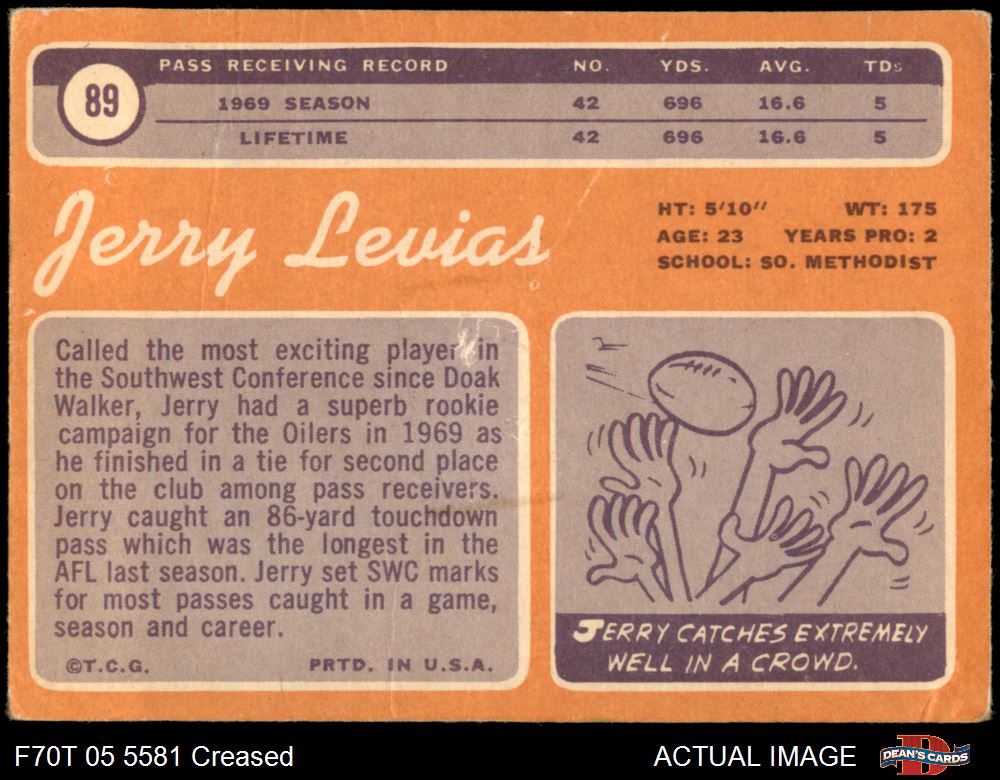 89
PASS RECEIVING RECORD NO. YDS. AVG. TDs
1969 SEASON 42 696 16.6 5
LIFETIME 42 696 16.6 5
Jerry Levias
HT: 5'10" WT: 175
AGE: 23 YEARS PRO: 2
SCHOOL: SO. METHODIST
Called the most exciting player in
the Southwest Conference since Doak
Walker, Jerry had a superb rookie
campaign for the Oilers in 1969 as
he finished in a tie for second place
on the club among pass receivers.
Jerry caught an 86-yard touchdown
pass which was the longest in the
AFL last season. Jerry set SWC marks
for most passes caught in a game,
season and career.
©T.C.G. PRTD. IN U.S.A.
JERRY CATCHES EXTREMELY
WELL IN A CROWD.
F70T 05 5581 Creased ACTUAL IMAGE
D
DEAN'S CARDS